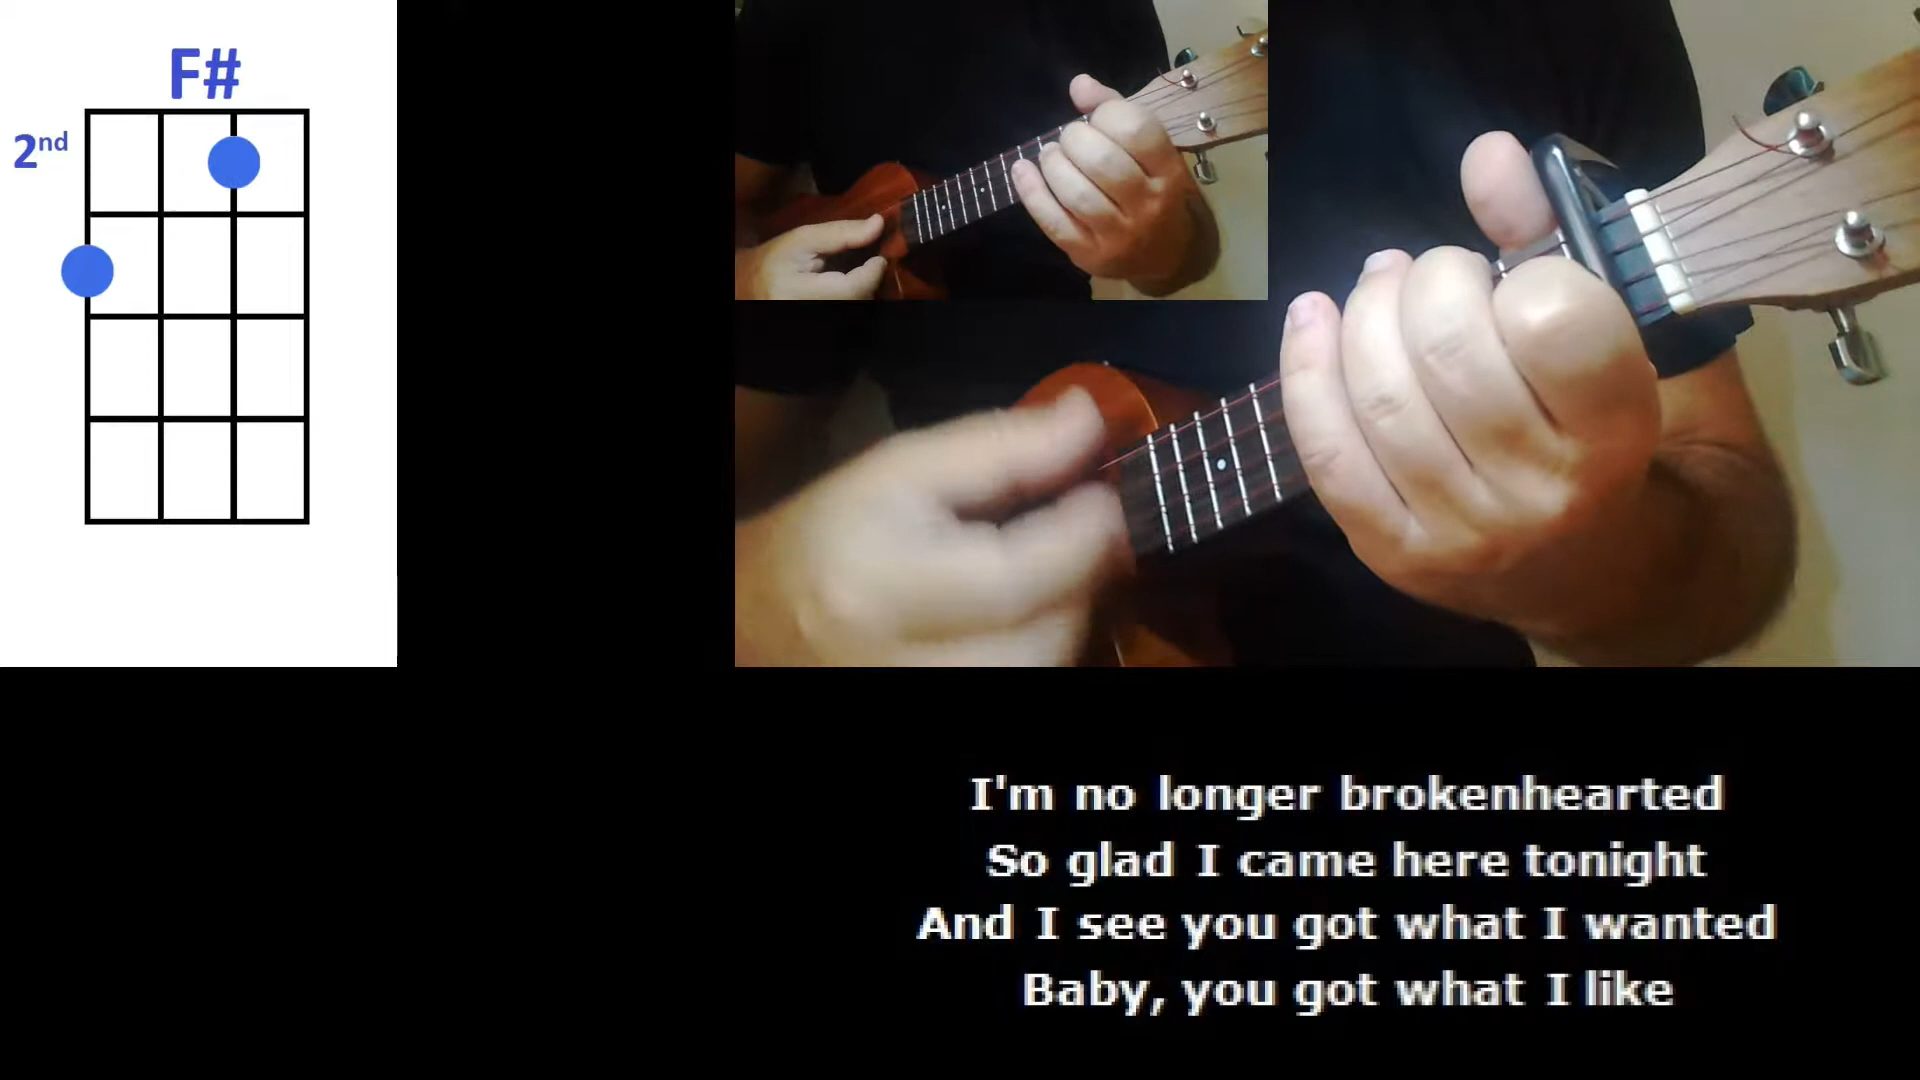 F#
2nd
I'm no longer brokenhearted
So glad I came here tonight
And I see you got what I wanted
Baby, you got what I like